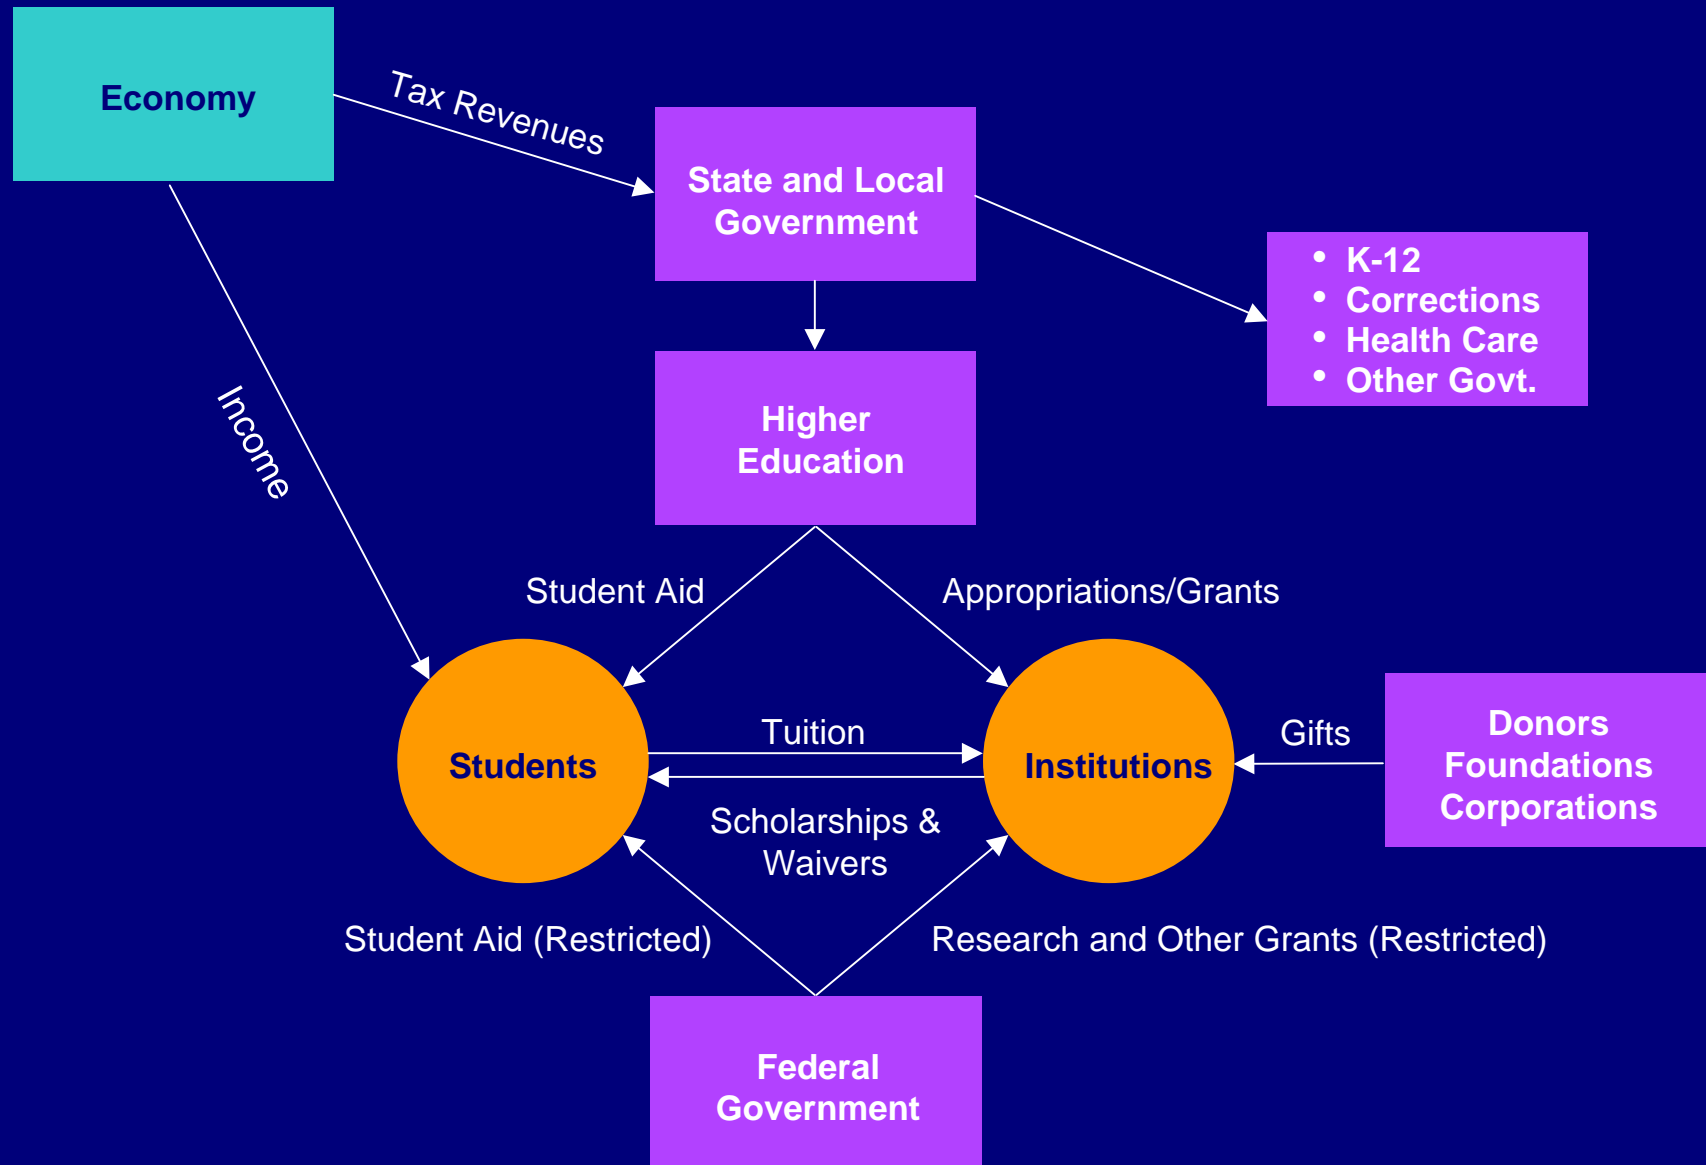 Economy
Tax Revenues
State and Local
Government
• K-12
• Corrections
• Health Care
• Other Govt.
Higher
Education
Income
Student Aid
Appropriations/Grants
Students
Tuition
Institutions
Gifts
Donors
Foundations
Corporations
Scholarships &
Waivers
Student Aid (Restricted)
Research and Other Grants (Restricted)
Federal
Government